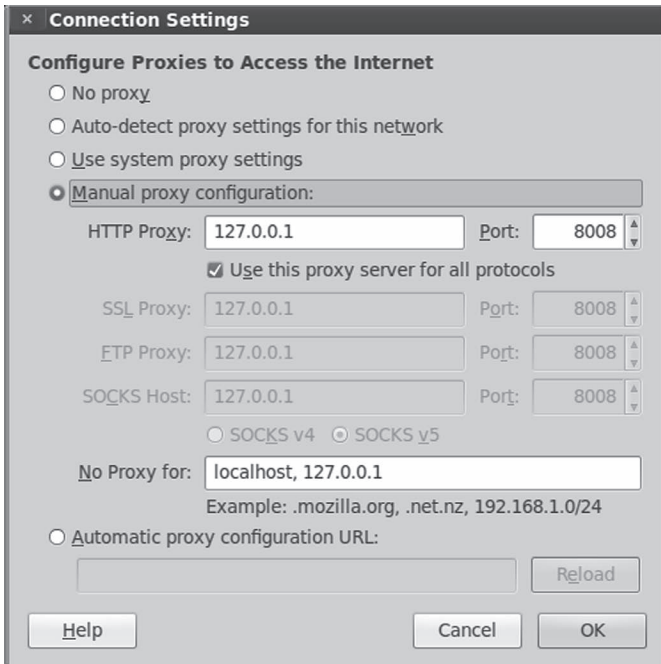 × Connection Settings
Configure Proxies to Access the Internet
No proxy
Auto-detect proxy settings for this network
Use system proxy settings
Manual proxy configuration:
HTTP Proxy: 127.0.0.1 Port: 8008
Use this proxy server for all protocols
SSL Proxy: 127.0.0.1 Port: 8008
FTP Proxy: 127.0.0.1 Port: 8008
SOCKS Host: 127.0.0.1 Port: 8008
SOCKS v4 SOCKS v5
No Proxy for: localhost, 127.0.0.1
Example: .mozilla.org, .net.nz, 192.168.1.0/24
Automatic proxy configuration URL:
Reload
Help Cancel OK